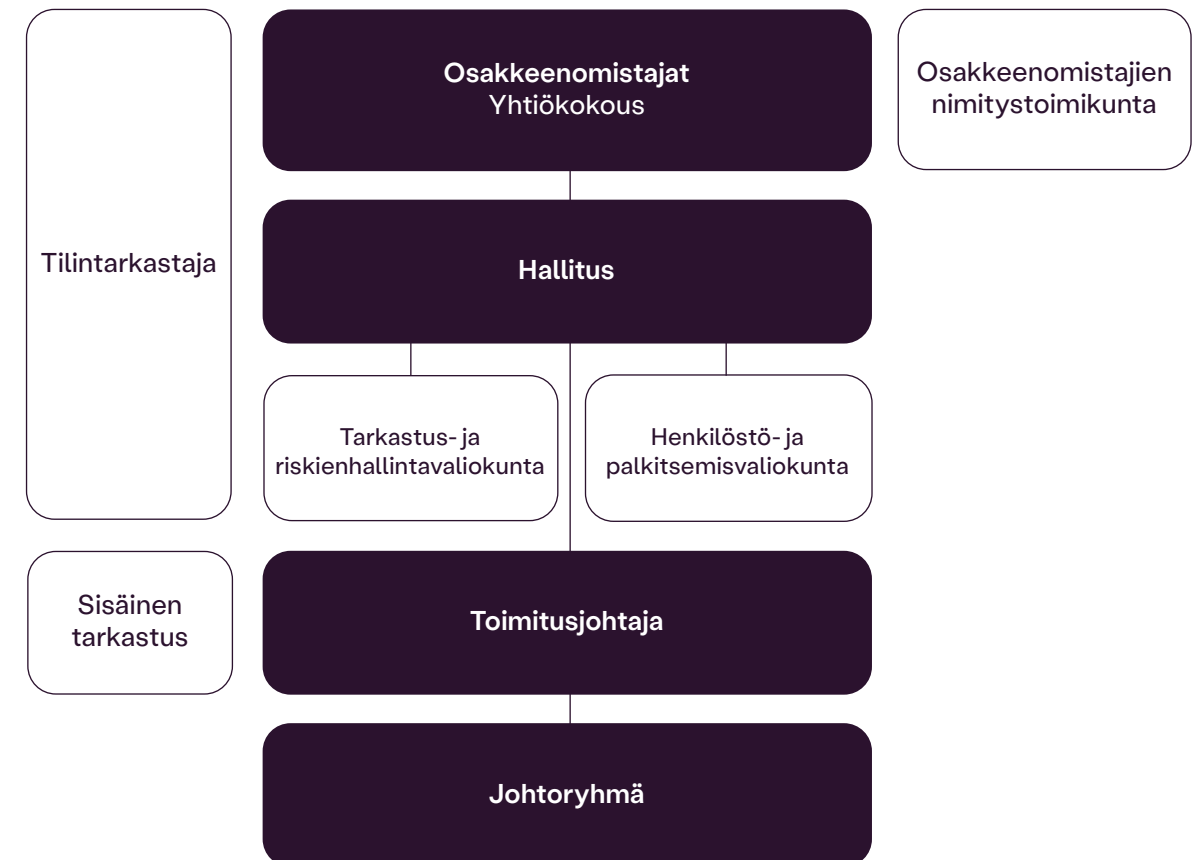 Osakkeenomistajat
Yhtiökokous
Osakkeenomistajien
nimitystoimikunta
Tilintarkastaja
Hallitus
Tarkastus- ja
riskienhallintavaliokunta
Henkilöstö- ja
palkitsemisvaliokunta
Sisäinen
tarkastus
Toimitusjohtaja
Johtoryhmä